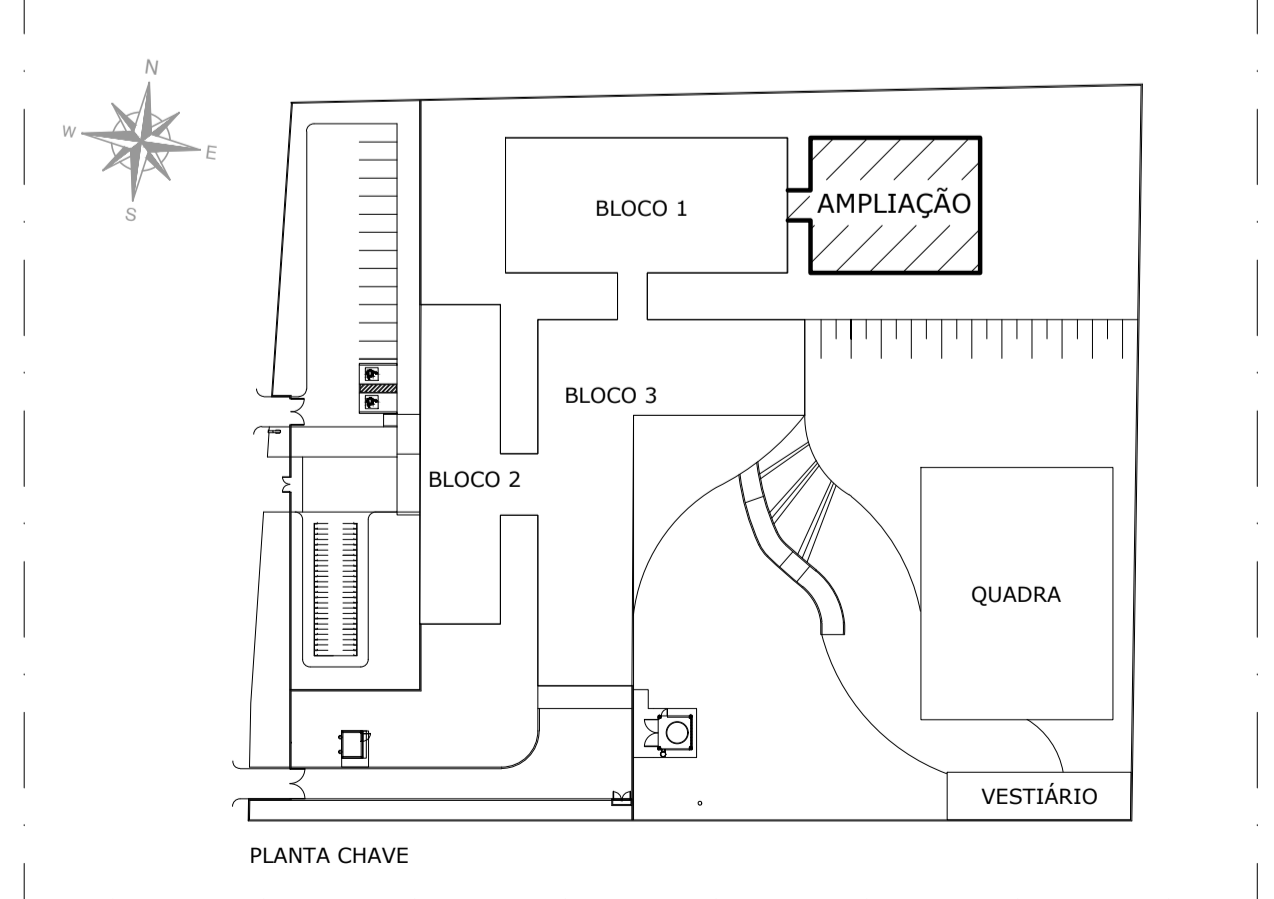 N
W
E
S
BLOCO 1
AMPLIAÇÃO
BLOCO 3
BLOCO 2
QUADRA
VESTIÁRIO
PLANTA CHAVE